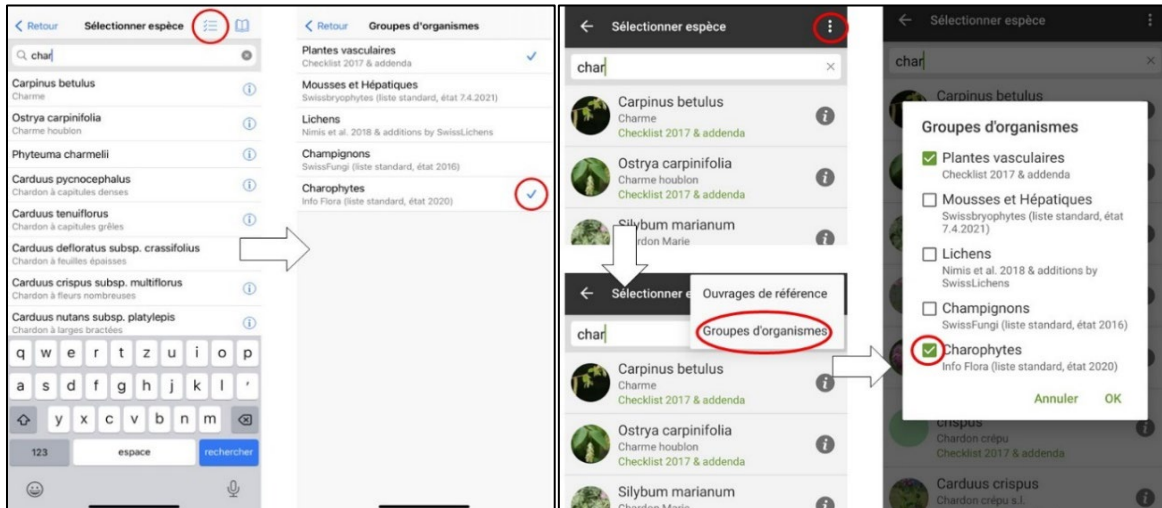 Retour Sélectionner espèce
char
Carpinus betulus
Charme
Ostrya carpinifolia
Charme houblon
Phyteuma charmelii
Carduus pycnocephalus
Chardon à capitules denses
Carduus tenuiflorus
Chardon à capitules grêles
Carduus defloratus subsp. crassifolius
Chardon à feuilles épaisses
Carduus crispus subsp. multiflorus
Chardon à fleurs nombreuses
Carduus nutans subsp. platylepis
Chardon à larges bractées
q w e r t z u i o p
a s d f g h j k l ´
y x c v b n m
123 espace rechercher
Retour Groupes d'organismes
Plantes vasculaires
Checklist 2017 & addenda
Mousses et Hépatiques
Swissbryophytes (liste standard, état 7.4.2021)
Lichens
Nimis et al. 2018 & additions by SwissLichens
Champignons
SwissFungi (liste standard, état 2016)
Charophytes
Info Flora (liste standard, état 2020)
Sélectionner espèce
char
Carpinus betulus
Charme
Checklist 2017 & addenda
Ostrya carpinifolia
Charme houblon
Checklist 2017 & addenda
Silybum marianum
Chardon Marie
Sélectionner e
Ouvrages de référence
char
Groupes d'organismes
Carpinus betulus
Charme
Checklist 2017 & addenda
Ostrya carpinifolia
Charme houblon
Checklist 2017 & addenda
Silybum marianum
Chardon Marie
Sélectionner espèce
char
Carpinus betulus
Groupes d'organismes
Plantes vasculaires
Checklist 2017 & addenda
Mousses et Hépatiques
Swissbryophytes (liste standard, état
7.4.2021)
Lichens
Nimis et al. 2018 & additions by
SwissLichens
Champignons
SwissFungi (liste standard, état 2016)
Charophytes
Info Flora (liste standard, état 2020)
Annuler OK
crispus
Chardon crépu
Checklist 2017 & addenda
Carduus crispus
Chardon crépu s.l.